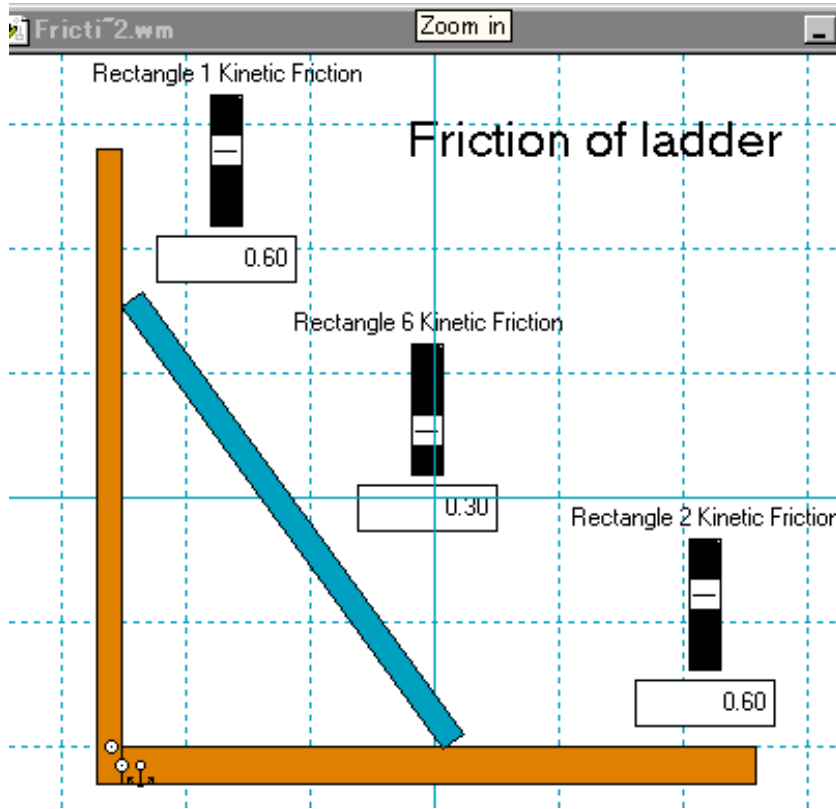 Fricti~2.wm
Zoom in
Rectangle 1 Kinetic Friction
Friction of ladder
0.60
Rectangle 6 Kinetic Friction
0.30
Rectangle 2 Kinetic Friction
0.60